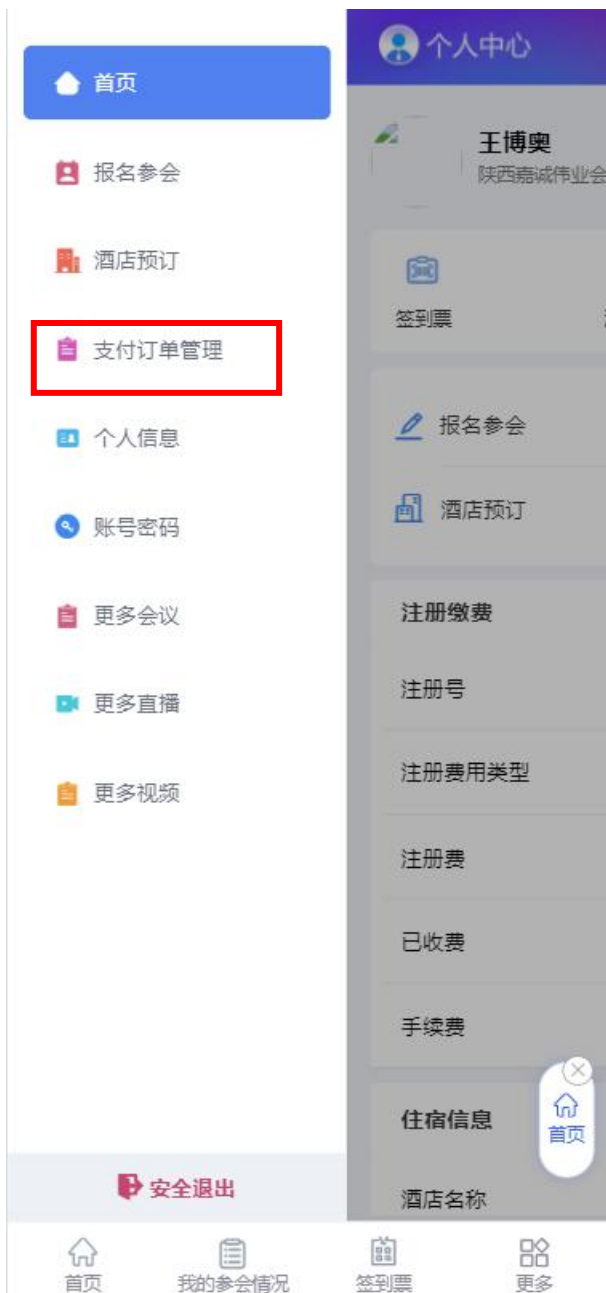 首页
报名参会
酒店预订
支付订单管理
个人信息
账号密码
更多会议
更多直播
更多视频
安全退出
个人中心
王博奥
陕西嘉诚伟业会
签到票
报名参会
酒店预订
注册缴费
注册号
注册费用类型
注册费
已收费
手续费
住宿信息
首页
酒店名称
首页
我的参会情况
签到票
更多